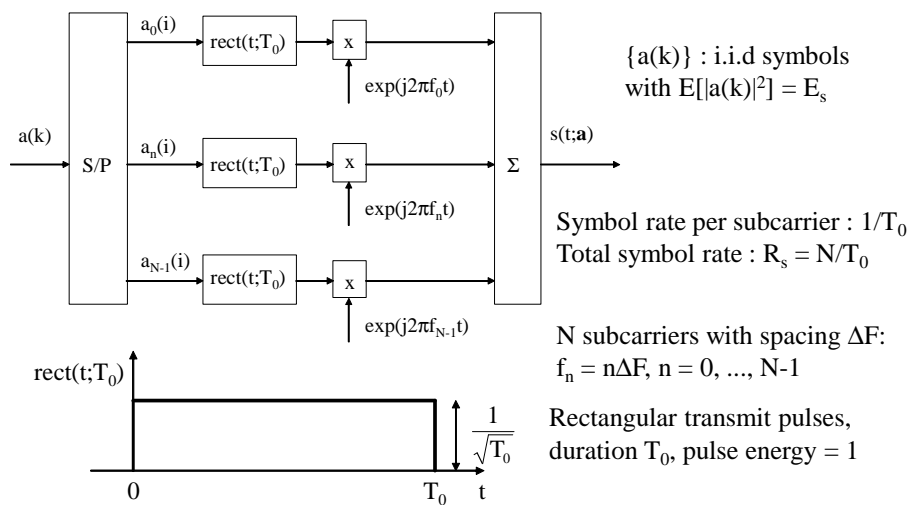 a₀(i)
rect(t;T₀)
x
exp(j2πf₀t)
{a(k)} : i.i.d symbols
with E[|a(k)|²] = Eₛ
a(k)
S/P
aₙ(i)
rect(t;T₀)
x
exp(j2πfₙt)
Σ
s(t;a)
Symbol rate per subcarrier : 1/T₀
Total symbol rate : Rₛ = N/T₀
a_{N-1}(i)
rect(t;T₀)
x
exp(j2πf_{N-1}t)
N subcarriers with spacing ΔF:
fₙ = nΔF, n = 0, ..., N-1
rect(t;T₀)
1/√T₀
Rectangular transmit pulses,
duration T₀, pulse energy = 1
0
T₀
t